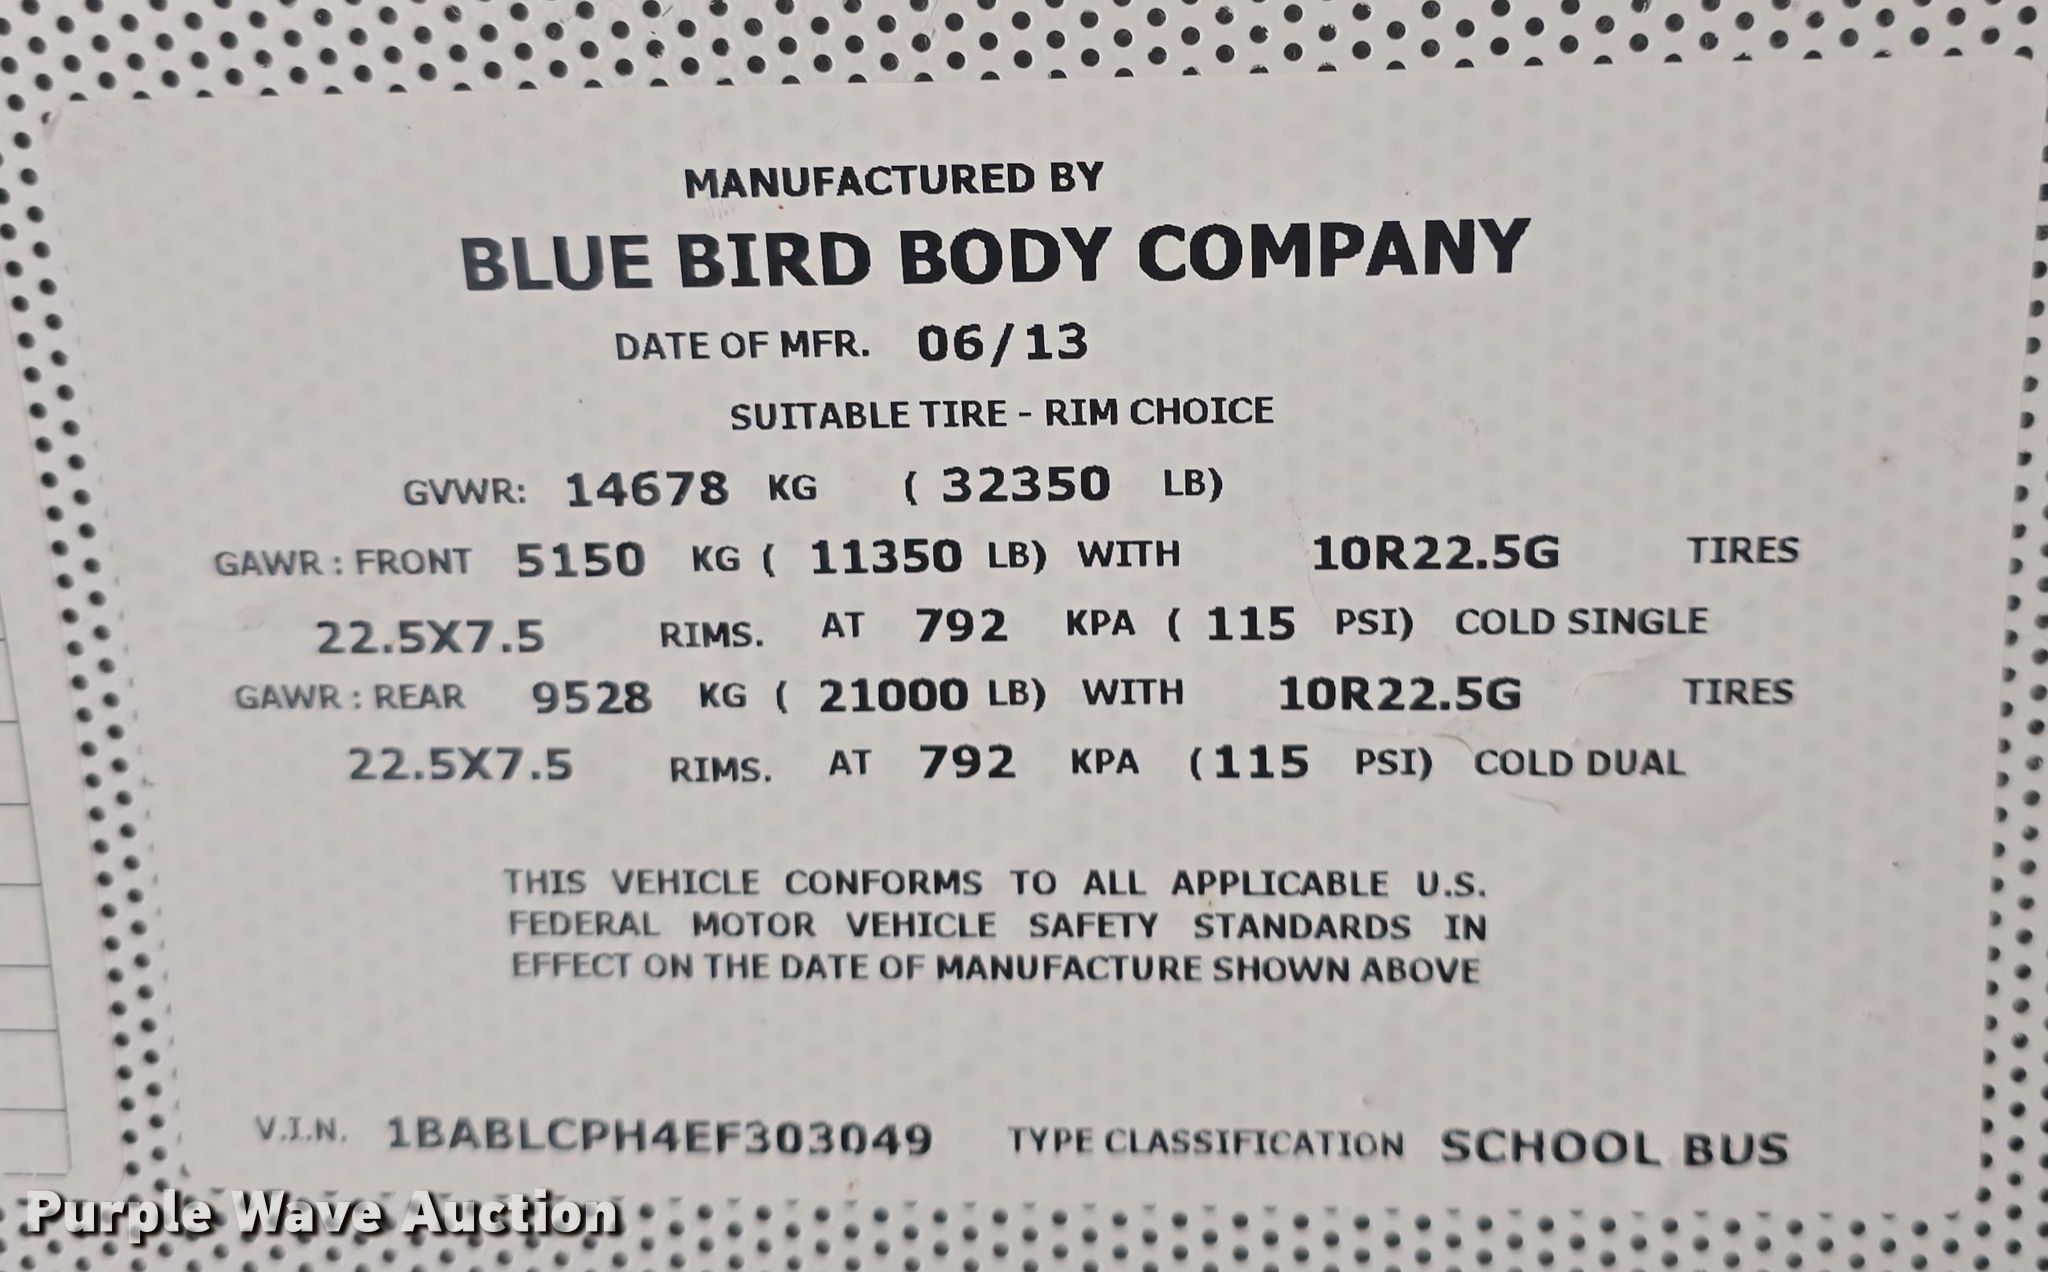 MANUFACTURED BY
BLUE BIRD BODY COMPANY
DATE OF MFR. 06/13
SUITABLE TIRE - RIM CHOICE
GVWR: 14678 KG ( 32350 LB)
GAWR : FRONT 5150 KG ( 11350 LB) WITH 10R22.5G TIRES
22.5X7.5 RIMS. AT 792 KPA ( 115 PSI) COLD SINGLE
GAWR : REAR 9528 KG ( 21000 LB) WITH 10R22.5G TIRES
22.5X7.5 RIMS. AT 792 KPA (115 PSI) COLD DUAL
THIS VEHICLE CONFORMS TO ALL APPLICABLE U.S.
FEDERAL MOTOR VEHICLE SAFETY STANDARDS IN
EFFECT ON THE DATE OF MANUFACTURE SHOWN ABOVE
V.I.N. 1BABLCPH4EF303049 TYPE CLASSIFICATION SCHOOL BUS
Purple Wave Auction